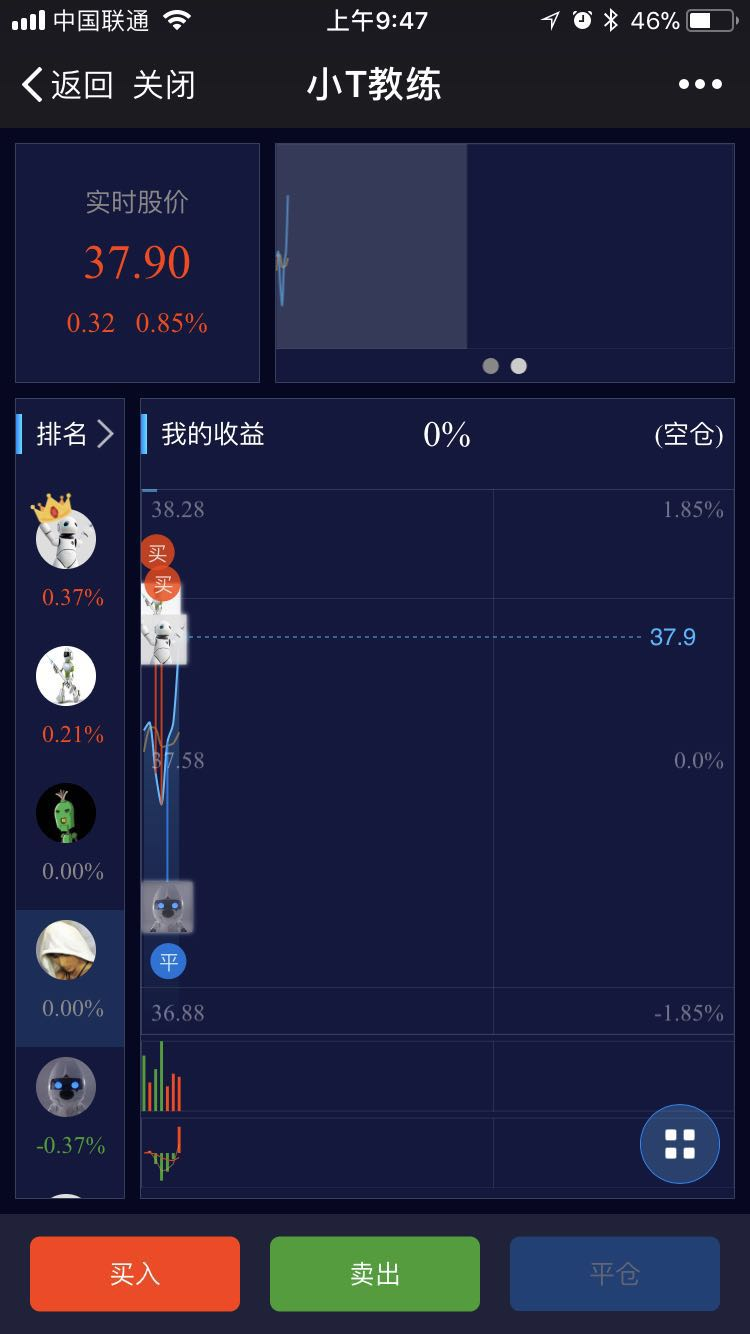 中国联通 上午9:47 46%
返回 关闭 小T教练
实时股价
37.90
0.32 0.85%
排名
我的收益 0% (空仓)
38.28 1.85%
买
买
0.37%
37.9
0.21%
37.58 0.0%
0.00%
平
0.00%
36.88 -1.85%
-0.37%
买入 卖出 平仓